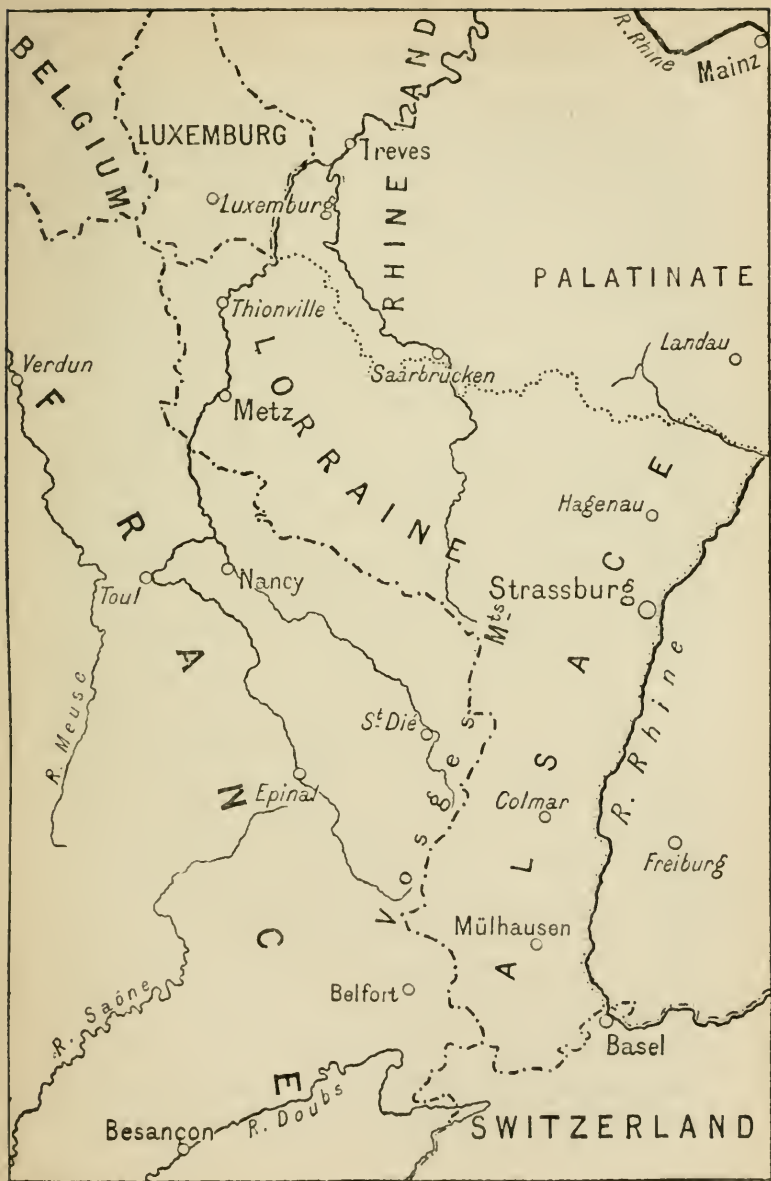 BELGIUM
LUXEMBURG
Luxemburg
RHINELAND
Treves
R. Rhine
Mainz
PALATINATE
Thionville
LORRAINE
Saarbrücken
Landau
Verdun
Metz
FRANCE
Hagenau
ALSACE
Strassburg
Toul
Nancy
Vosges Mts
R. Meuse
St Dié
R. Rhine
Epinal
Colmar
Freiburg
Mülhausen
Belfort
R. Saône
Basel
R. Doubs
Besançon
SWITZERLAND